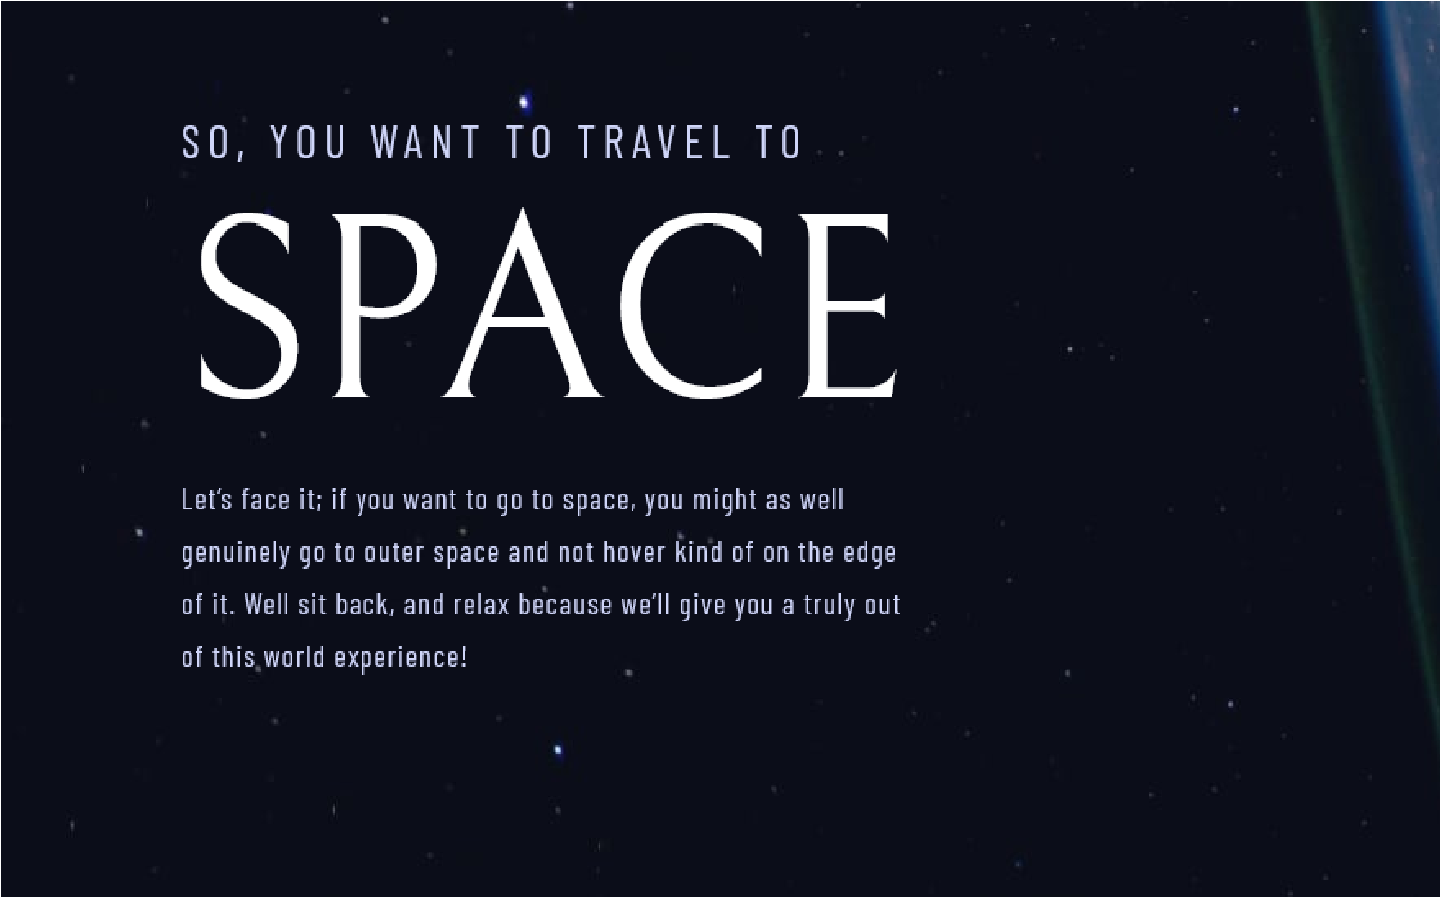 SO, YOU WANT TO TRAVEL TO
SPACE
Let’s face it; if you want to go to space, you might as well
genuinely go to outer space and not hover kind of on the edge
of it. Well sit back, and relax because we’ll give you a truly out
of this world experience!